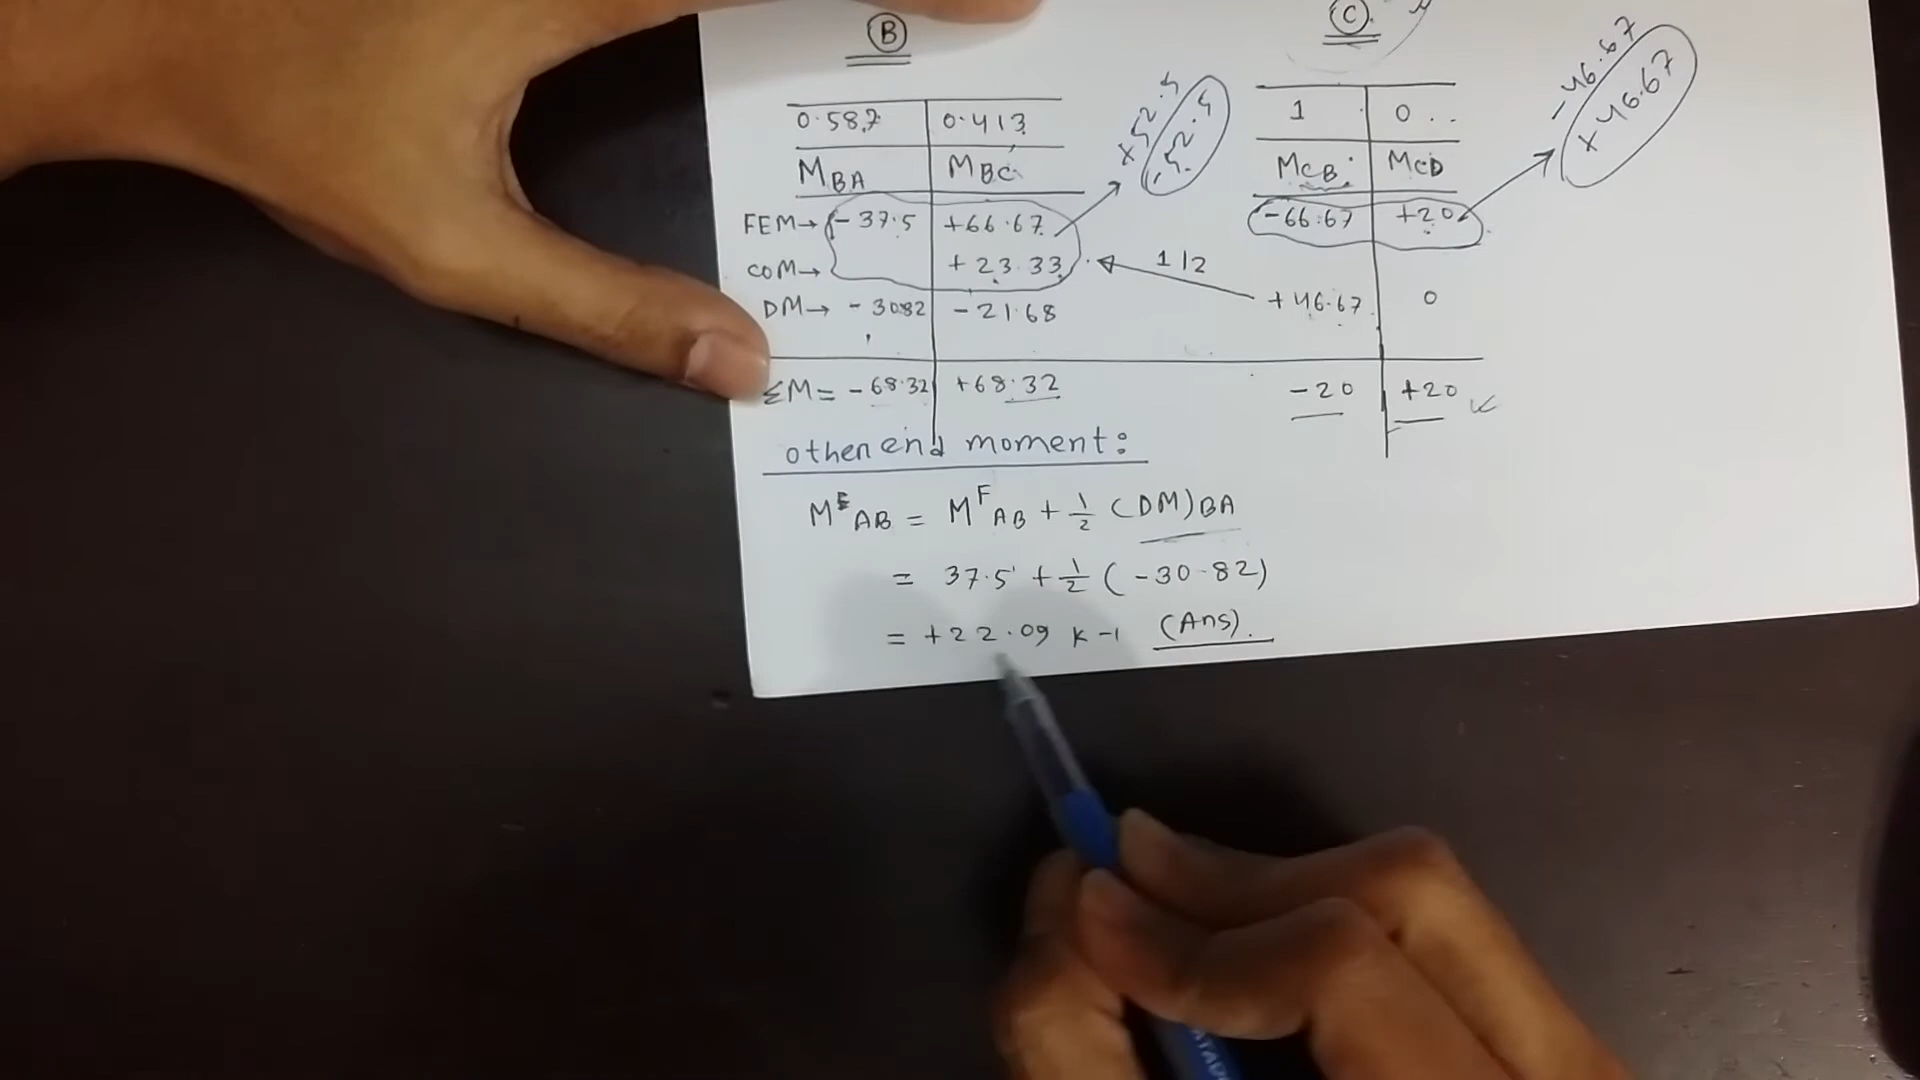 B
0.587 0.413
MBA MBC
FEM→ -37.5 +66.67
COM→ +23.33
DM→ -30.82 -21.68
ΣM= -68.32 +68.32
+52.5
-52.5
1/2
C
1 0
MCB MCD
-66.67 +20
+46.67 0
-20 +20
-46.67
+46.67
other end moment:
MᴱAB = MᶠAB + 1/2 (DM)BA
= 37.5 + 1/2 (-30.82)
= +22.09 k-1 (Ans).